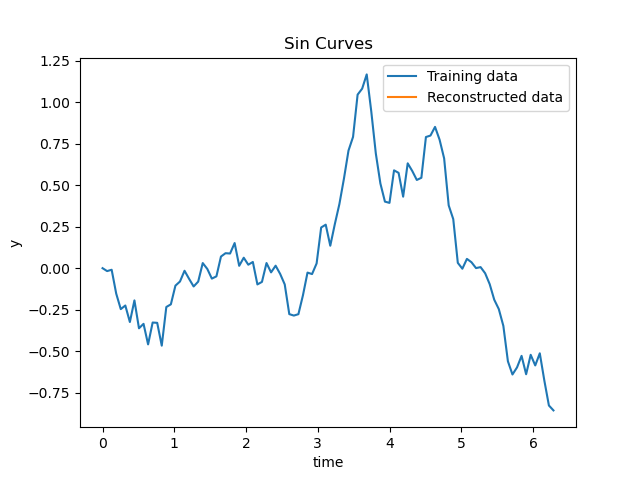 Sin Curves
Training data
Reconstructed data
1.25
1.00
0.75
0.50
0.25
0.00
−0.25
−0.50
−0.75
y
0 1 2 3 4 5 6
time